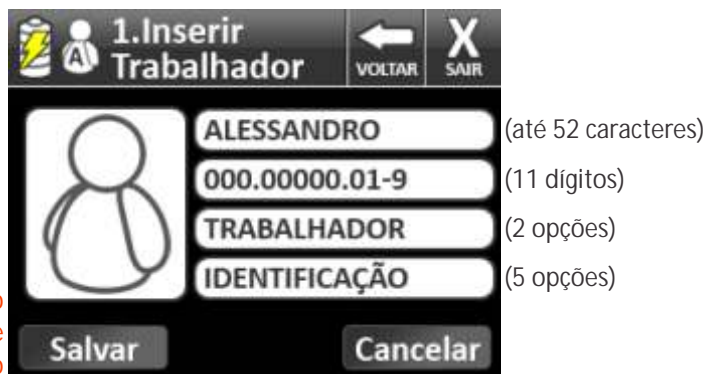 1.Inserir
Trabalhador
VOLTAR
SAIR
A
ALESSANDRO (até 52 caracteres)
000.00000.01-9 (11 dígitos)
TRABALHADOR (2 opções)
IDENTIFICAÇÃO (5 opções)
Salvar
Cancelar